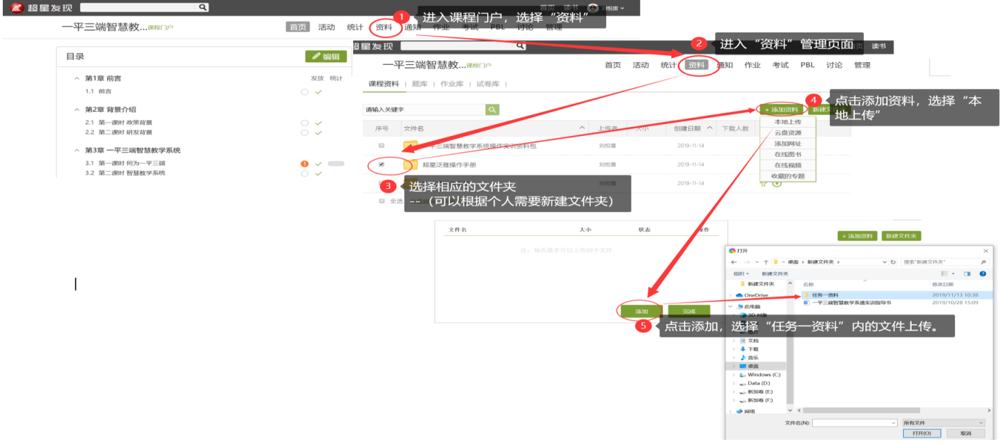 超星发现
首页 读书 刘悦雷
1 进入课程门户，选择“资料”
一平三端智慧教...课程门户
首页 活动 统计 资料 通知 作业 考试 PBL 讨论 管理
目录
编辑
第1章 前言
发放 统计
1.1 前言
第2章 背景介绍
2.1 第一课时 政策背景
2.2 第二课时 研发背景
第3章 一平三端智慧教学系统
3.1 第一课时 何为一平三端
1
3.2 第二课时 智慧教学系统
超星发现
2 进入“资料”管理页面
读书
一平三端智慧教...课程门户
首页 活动 统计 资料 通知 作业 考试 PBL 讨论 管理
课程资料 | 题库 | 作业库 | 试卷库 |
请输入关键字
+ 添加资料
4 点击添加资料，选择“本
地上传”
序号 文件名 上传者 大小 创建日期 下载人数
本地上传
云盘资源
添加网址
在线图书
在线视频
收藏的专题
一平三端智慧教学系统操作实训资料包 2019-11-14
超星泛雅操作手册 2019-11-14
2019-11-14
3 选择相应的文件夹
--（可以根据个人需要新建文件夹）
全选
文件名 大小 状态 操作
注：每次最多可以上传50个文件
添加 完成
5 点击添加，选择“任务一资料”内的文件上传。
+ 添加资料 新建文件夹
打开
桌面 > 新建文件夹 >
搜索"新建文件夹"
组织 新建文件夹
新建文件夹
OneDrive
此电脑
3D 对象
图片
文档
下载
音乐
桌面
Windows (C:)
Data (D:)
新加卷 (E:)
新加卷 (F:)
网络
名称 修改日期
任务一资料 2019/11/13 10:38
一平三端智慧教学系统实训指导书 2019/10/28 15:09
文件名(N):
所有文件
打开(O) 取消